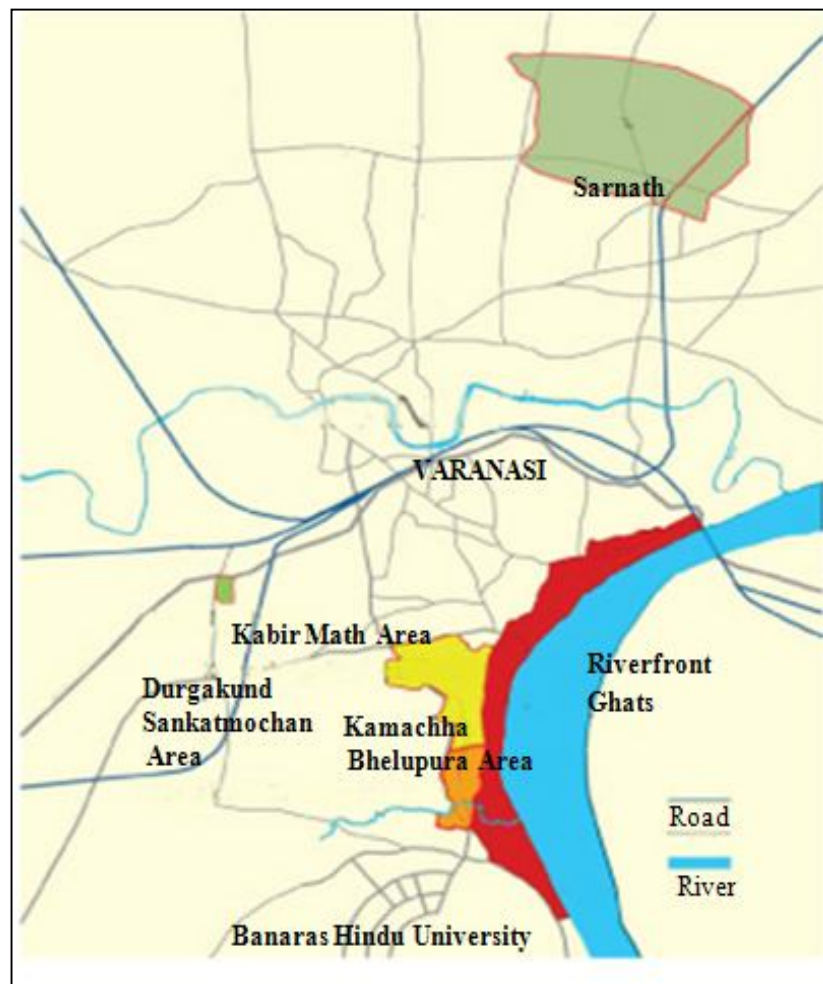 Sarnath
VARANASI
Kabir Math Area
Riverfront
Ghats
Durgakund
Sankatmochan
Area
Kamachha
Bhelupura Area
Road
River
Banaras Hindu University